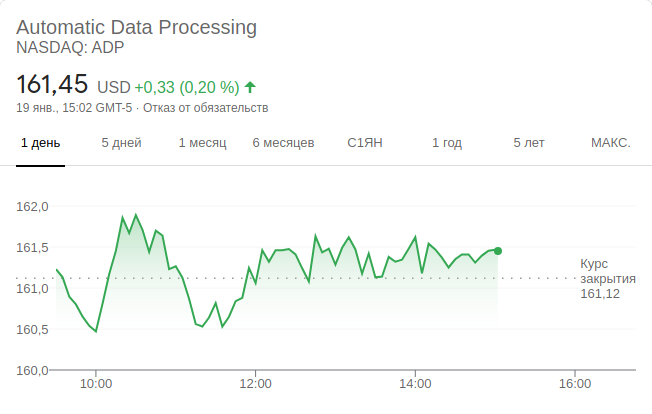 Automatic Data Processing
NASDAQ: ADP
161,45 USD +0,33 (0,20 %)
19 янв., 15:02 GMT-5 · Отказ от обязательств
1 день 5 дней 1 месяц 6 месяцев С1ЯН 1 год 5 лет МАКС.
162,0
161,5
161,0
160,5
160,0
Курс
закрытия
161,12
10:00 12:00 14:00 16:00